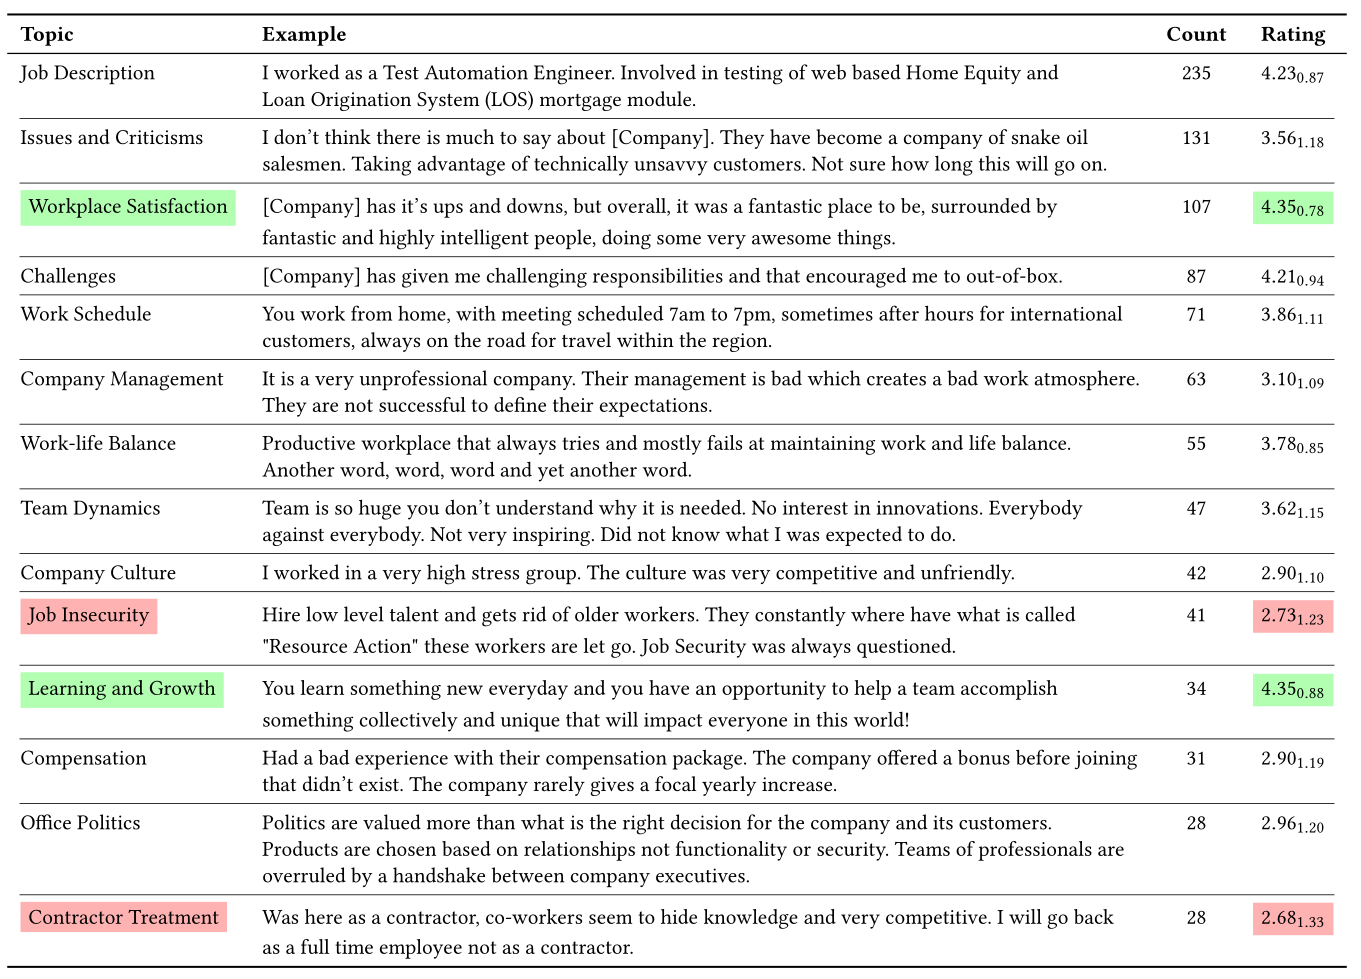 Topic Example Count Rating
Job Description I worked as a Test Automation Engineer. Involved in testing of web based Home Equity and 235 4.23 0.87
Loan Origination System (LOS) mortgage module.
Issues and Criticisms I don't think there is much to say about [Company]. They have become a company of snake oil 131 3.56 1.18
salesmen. Taking advantage of technically unsavvy customers. Not sure how long this will go on.
Workplace Satisfaction [Company] has it's ups and downs, but overall, it was a fantastic place to be, surrounded by 107 4.35 0.78
fantastic and highly intelligent people, doing some very awesome things.
Challenges [Company] has given me challenging responsibilities and that encouraged me to out-of-box. 87 4.21 0.94
Work Schedule You work from home, with meeting scheduled 7am to 7pm, sometimes after hours for international 71 3.86 1.11
customers, always on the road for travel within the region.
Company Management It is a very unprofessional company. Their management is bad which creates a bad work atmosphere. 63 3.10 1.09
They are not successful to define their expectations.
Work-life Balance Productive workplace that always tries and mostly fails at maintaining work and life balance. 55 3.78 0.85
Another word, word, word and yet another word.
Team Dynamics Team is so huge you don't understand why it is needed. No interest in innovations. Everybody 47 3.62 1.15
against everybody. Not very inspiring. Did not know what I was expected to do.
Company Culture I worked in a very high stress group. The culture was very competitive and unfriendly. 42 2.90 1.10
Job Insecurity Hire low level talent and gets rid of older workers. They constantly where have what is called 41 2.73 1.23
"Resource Action" these workers are let go. Job Security was always questioned.
Learning and Growth You learn something new everyday and you have an opportunity to help a team accomplish 34 4.35 0.88
something collectively and unique that will impact everyone in this world!
Compensation Had a bad experience with their compensation package. The company offered a bonus before joining 31 2.90 1.19
that didn't exist. The company rarely gives a focal yearly increase.
Office Politics Politics are valued more than what is the right decision for the company and its customers. 28 2.96 1.20
Products are chosen based on relationships not functionality or security. Teams of professionals are
overruled by a handshake between company executives.
Contractor Treatment Was here as a contractor, co-workers seem to hide knowledge and very competitive. I will go back 28 2.68 1.33
as a full time employee not as a contractor.